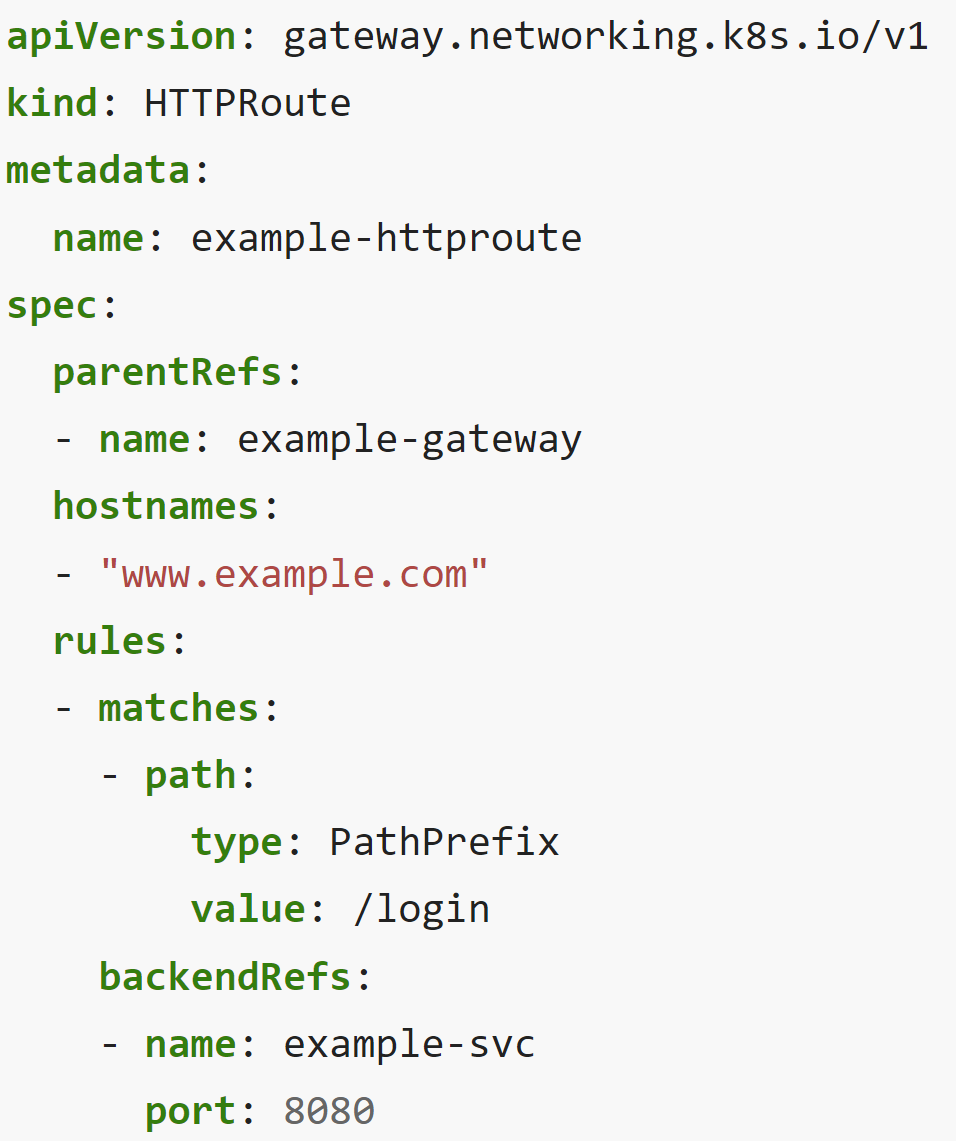 apiVersion: gateway.networking.k8s.io/v1
kind: HTTPRoute
metadata:
  name: example-httproute
spec:
  parentRefs:
  - name: example-gateway
  hostnames:
  - "www.example.com"
  rules:
  - matches:
    - path:
        type: PathPrefix
        value: /login
    backendRefs:
    - name: example-svc
      port: 8080